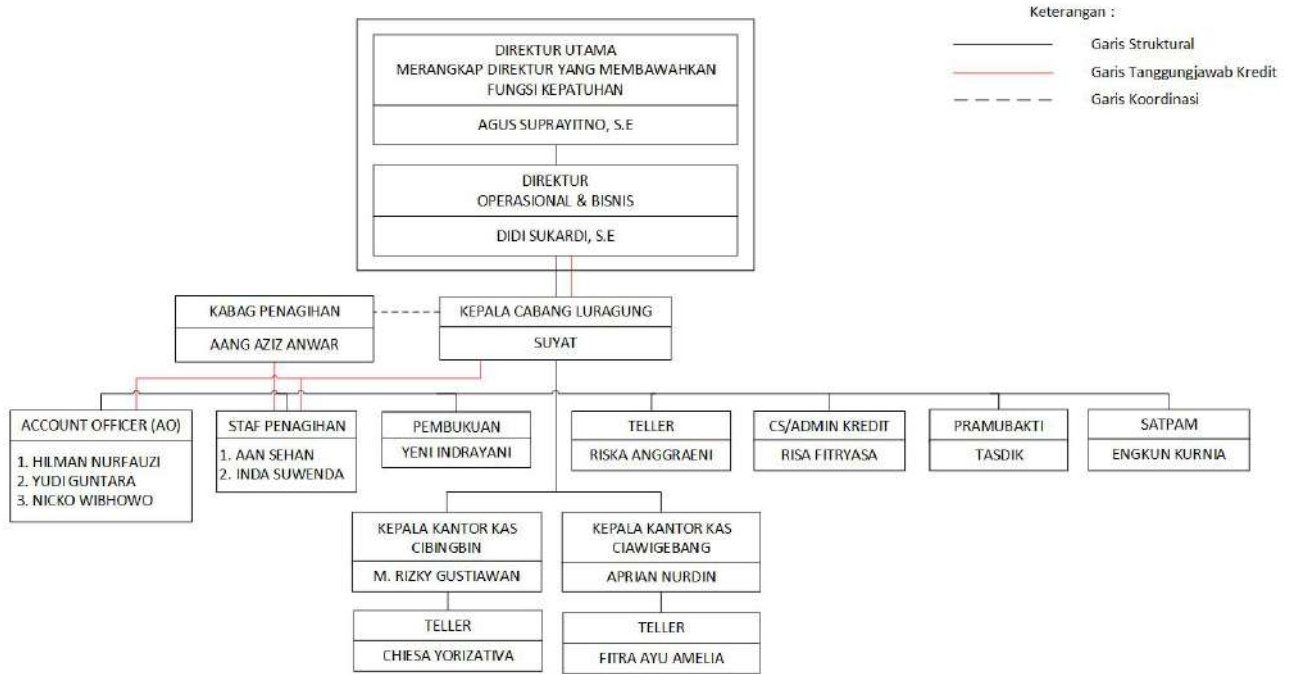 Keterangan :
Garis Struktural
Garis Tanggungjawab Kredit
Garis Koordinasi
DIREKTUR UTAMA
MERANGKAP DIREKTUR YANG MEMBAWAHKAN
FUNGSI KEPATUHAN
AGUS SUPRAYITNO, S.E
DIREKTUR
OPERASIONAL & BISNIS
DIDI SUKARDI, S.E
KABAG PENAGIHAN
AANG AZIZ ANWAR
KEPALA CABANG LURAGUNG
SUYAT
ACCOUNT OFFICER (AO)
1. HILMAN NURFAUZI
2. YUDI GUNTARA
3. NICKO WIBHOWO
STAF PENAGIHAN
1. AAN SEHAN
2. INDA SUWENDA
PEMBUKUAN
YENI INDRAYANI
TELLER
RISKA ANGGRAENI
CS/ADMIN KREDIT
RISA FITRYASA
PRAMUBAKTI
TASDIK
SATPAM
ENGKUN KURNIA
KEPALA KANTOR KAS
CIBINGBIN
M. RIZKY GUSTIAWAN
TELLER
CHIESA YORIZATIVA
KEPALA KANTOR KAS
CIAWIGEBANG
APRIAN NURDIN
TELLER
FITRA AYU AMELIA